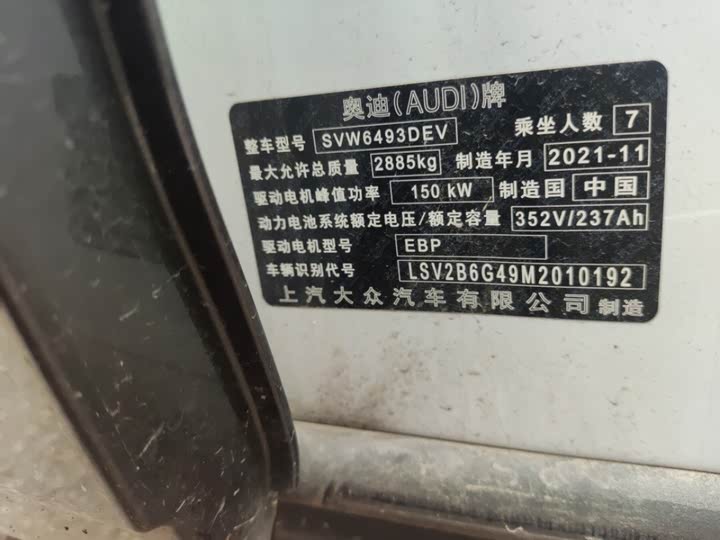 奥迪(AUDI)牌
整车型号 SVW6493DEV 乘坐人数 7
最大允许总质量 2885kg 制造年月 2021-11
驱动电机峰值功率 150 kW 制造国 中国
动力电池系统额定电压/额定容量 352V/237Ah
驱动电机型号 EBP
车辆识别代号 LSV2B6G49M2010192
上汽大众汽车有限公司 制造